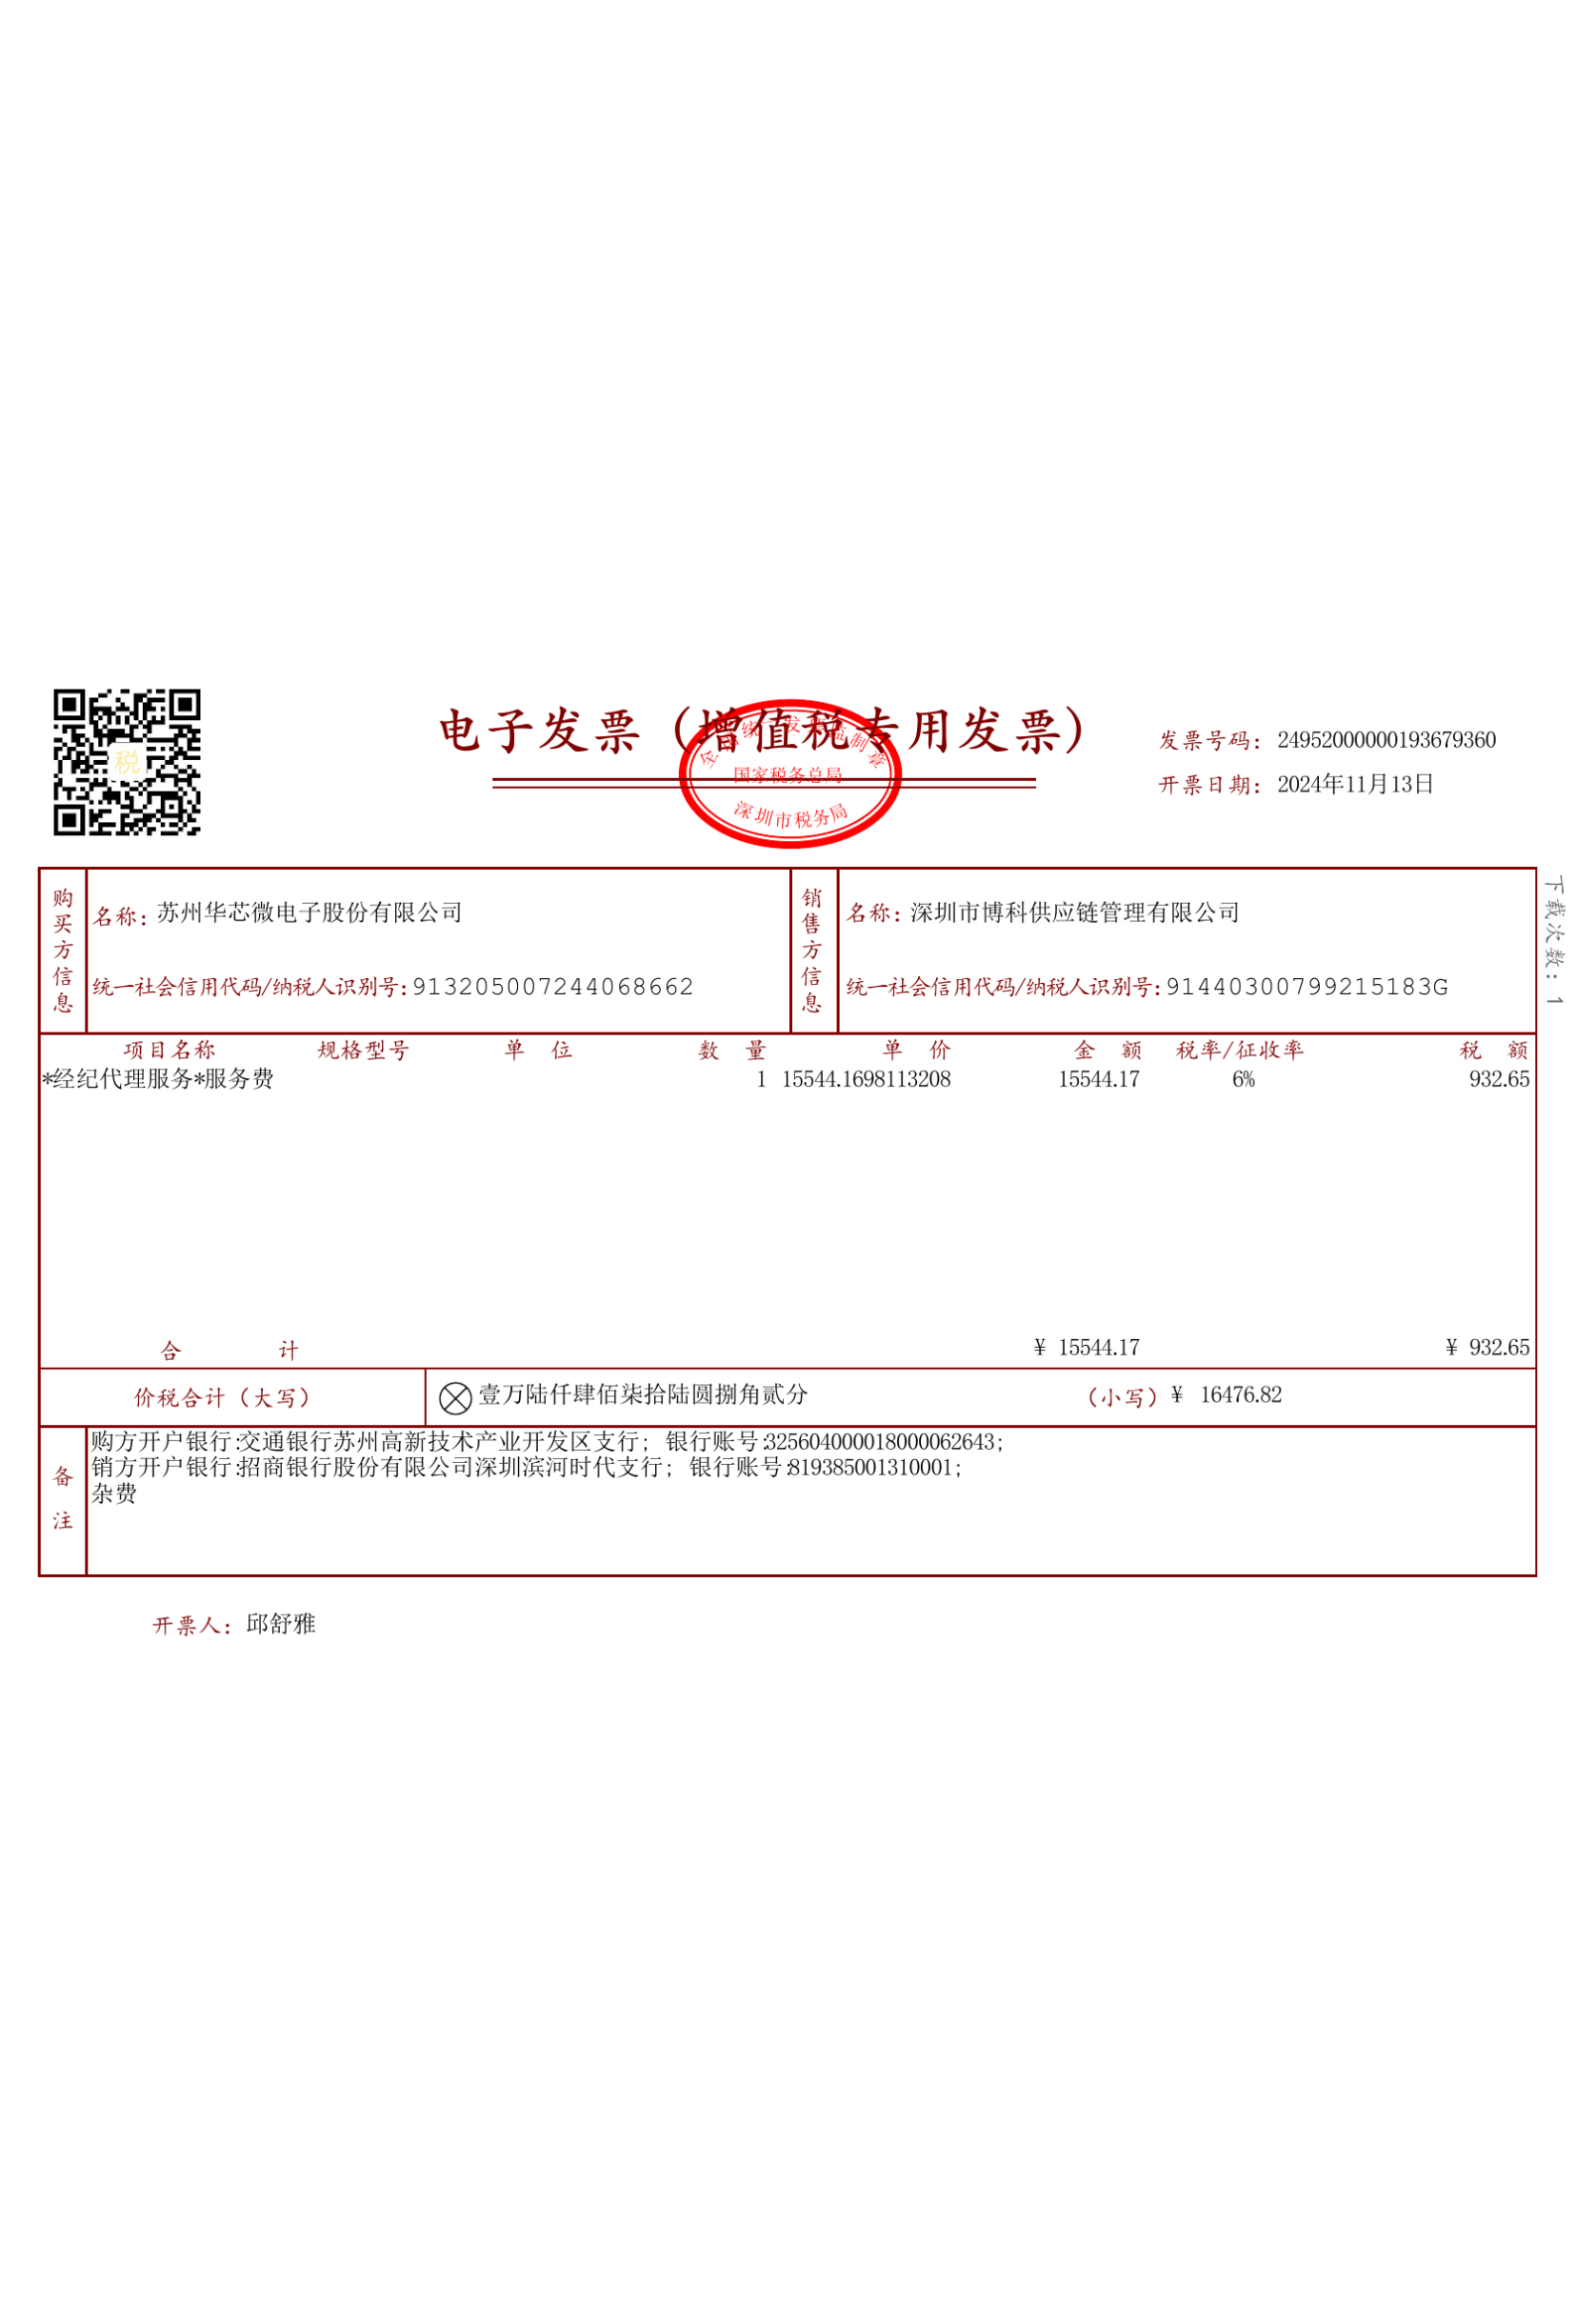 税
电子发票（增值税专用发票）
全国统一发票监制章
国家税务总局
深圳市税务局
发票号码：24952000000193679360
开票日期：2024年11月13日
下载次数：1
购买方信息
名称：苏州华芯微电子股份有限公司
统一社会信用代码/纳税人识别号：913205007244068662
销售方信息
名称：深圳市博科供应链管理有限公司
统一社会信用代码/纳税人识别号：91440300799215183G
项目名称 规格型号 单位 数量 单价 金额 税率/征收率 税额
*经纪代理服务*服务费 1 15544.1698113208 15544.17 6% 932.65
合计 ¥ 15544.17 ¥ 932.65
价税合计（大写） 壹万陆仟肆佰柒拾陆圆捌角贰分 （小写）¥ 16476.82
备注
购方开户银行:交通银行苏州高新技术产业开发区支行；银行账号:325604000018000062643；
销方开户银行:招商银行股份有限公司深圳滨河时代支行；银行账号:819385001310001；
杂费
开票人：邱舒雅